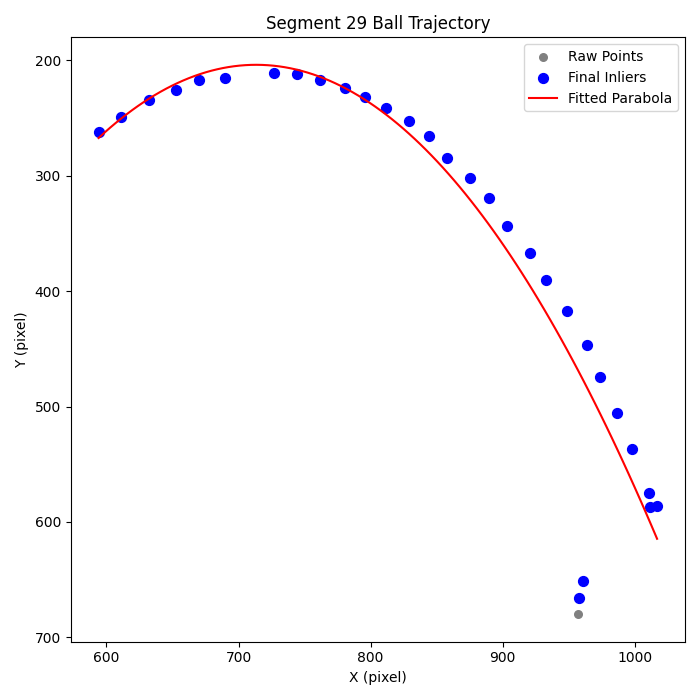 Segment 29 Ball Trajectory
Raw Points
Final Inliers
Fitted Parabola
200
300
400
500
600
700
Y (pixel)
600
700
800
900
1000
X (pixel)